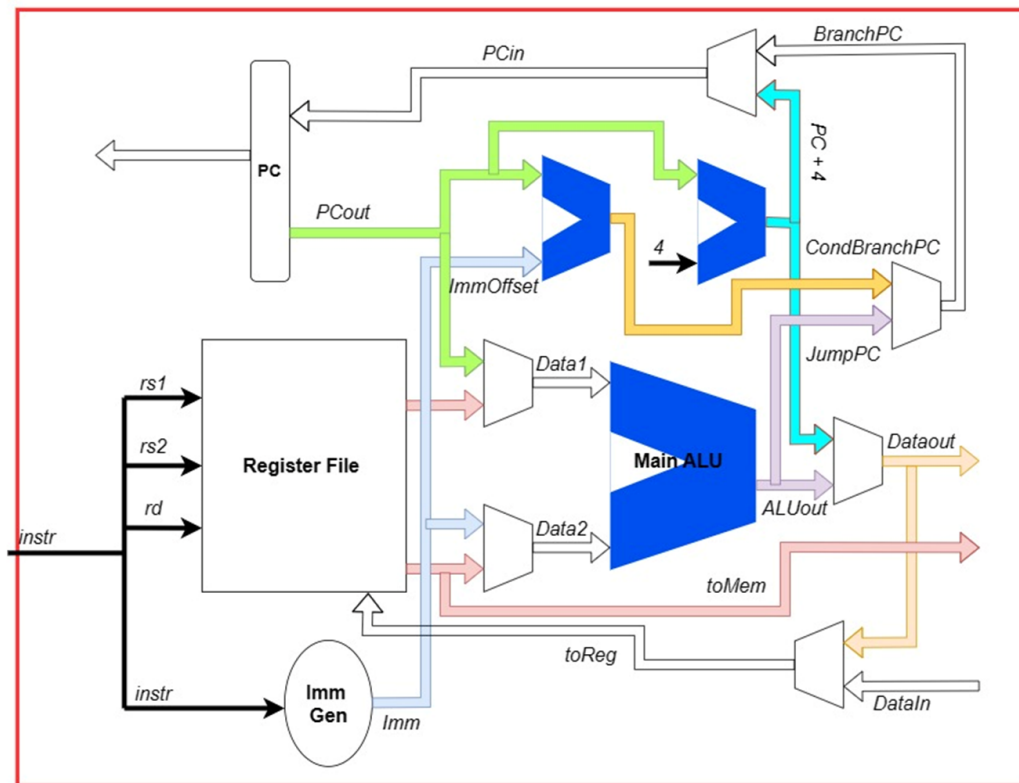 BranchPC
PCin
PC + 4
PC
PCout
4
CondBranchPC
ImmOffset
JumpPC
rs1
Data1
rs2
Register File
Main ALU
Dataout
rd
ALUout
instr
Data2
toMem
toReg
instr
Imm
Gen
Imm
DataIn